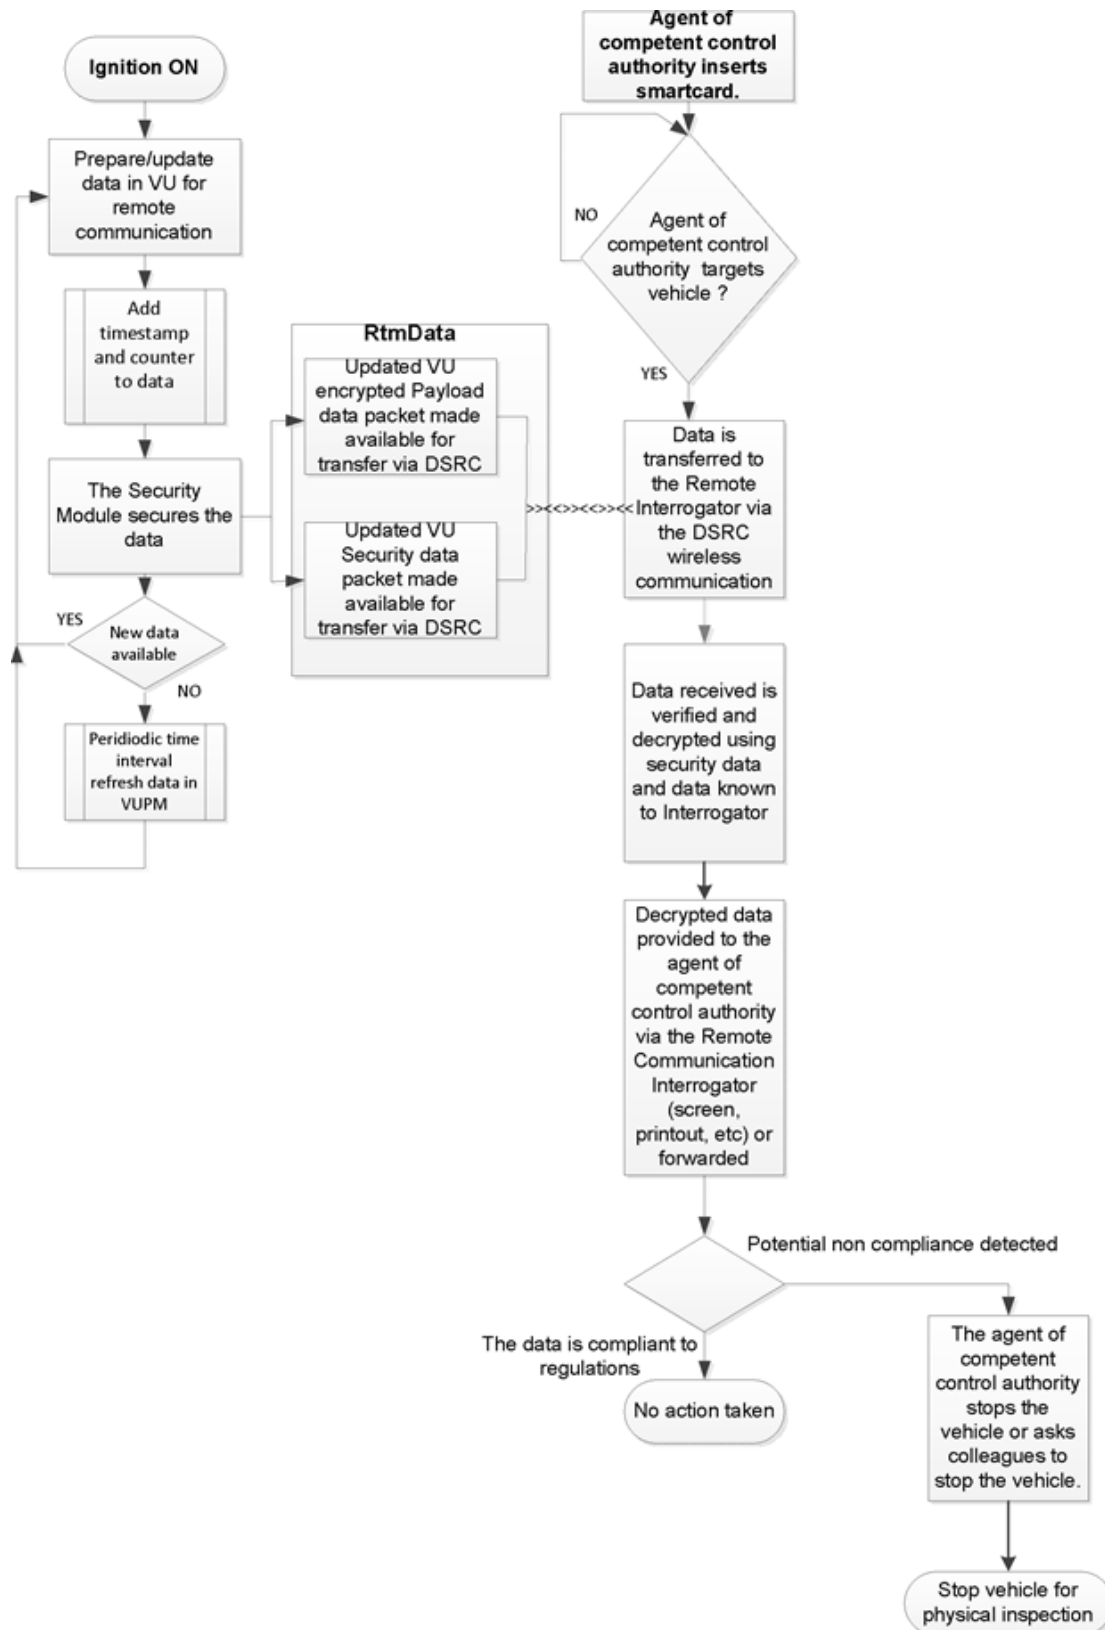 Ignition ON
Prepare/update
data in VU for
remote
communication
Add
timestamp
and counter
to data
The Security
Module secures the
data
YES
New data
available
NO
Peridiodic time
interval
refresh data in
VUPM
RtmData
Updated VU
encrypted Payload
data packet made
available for
transfer via DSRC
Updated VU
Security data
packet made
available for
transfer via DSRC
>><<>><<>><<
Agent of
competent control
authority inserts
smartcard.
NO
Agent of
competent control
authority targets
vehicle ?
YES
Data is
transferred to
the Remote
Interrogator via
the DSRC
wireless
communication
Data received is
verified and
decrypted using
security data
and data known
to Interrogator
Decrypted data
provided to the
agent of
competent
control authority
via the Remote
Communication
Interrogator
(screen,
printout, etc) or
forwarded
Potential non compliance detected
The data is compliant to
regulations
No action taken
The agent of
competent
control authority
stops the
vehicle or asks
colleagues to
stop the vehicle.
Stop vehicle for
physical inspection